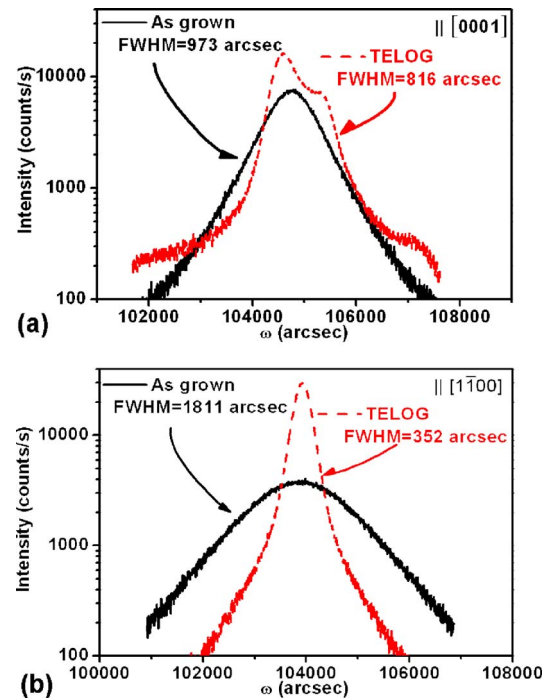 As grown
FWHM=973 arcsec
|| [0001]
TELOG
FWHM=816 arcsec
Intensity (counts/s)
10000
1000
100
102000 104000 106000 108000
ω (arcsec)
(a)
As grown
FWHM=1811 arcsec
|| [11̅00]
TELOG
FWHM=352 arcsec
Intensity (counts/s)
10000
1000
100
100000 102000 104000 106000 108000
ω (arcsec)
(b)